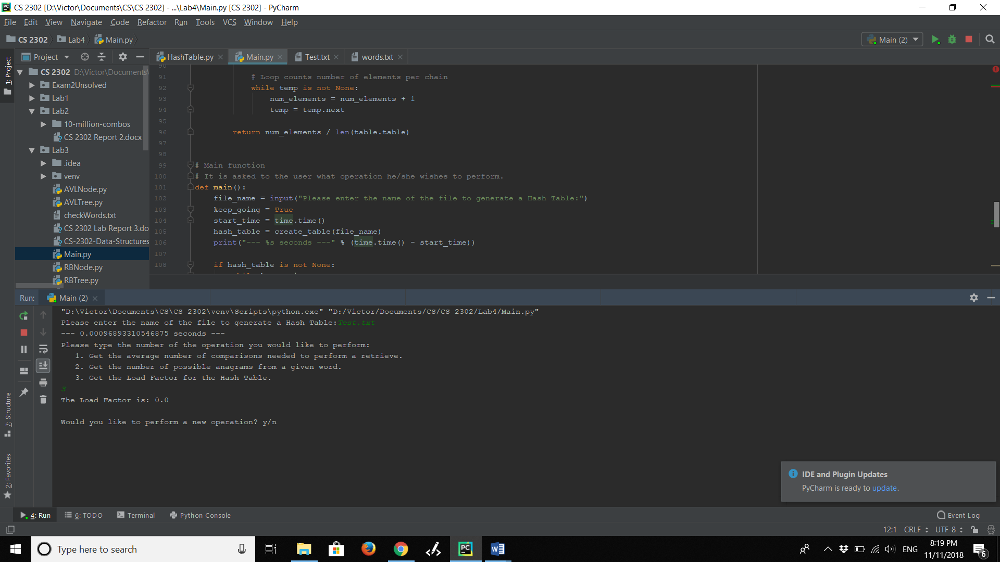 CS 2302 [D:\Victor\Documents\CS\CS 2302] - ...\Lab4\Main.py [CS 2302] - PyCharm
File Edit View Navigate Code Refactor Run Tools VCS Window Help
CS 2302 Lab4 Main.py Main (2)
Project HashTable.py Main.py Test.txt words.txt
1: Project
CS 2302 D:\Victor\Documents\
Exam2Unsolved
Lab1
Lab2
10-million-combos
CS 2302 Report 2.docx
Lab3
.idea
venv
AVLNode.py
AVLTree.py
checkWords.txt
CS 2302 Lab Report 3.do
CS-2302-Data-Structures
Main.py
RBNode.py
RBTree.py
90
91 # Loop counts number of elements per chain
92 while temp is not None:
93 num_elements = num_elements + 1
94 temp = temp.next
95
96 return num_elements / len(table.table)
97
98
99 # Main function
100 # It is asked to the user what operation he/she wishes to perform.
101 def main():
102 file_name = input("Please enter the name of the file to generate a Hash Table:")
103 keep_going = True
104 start_time = time.time()
105 hash_table = create_table(file_name)
106 print("--- %s seconds ---" % (time.time() - start_time))
107
108 if hash_table is not None:
Run: Main (2)
"D:\Victor\Documents\CS\CS 2302\venv\Scripts\python.exe" "D:/Victor/Documents/CS/CS 2302/Lab4/Main.py"
Please enter the name of the file to generate a Hash Table:Test.txt
--- 0.00096893310546875 seconds ---
Please type the number of the operation you would like to perform:
1. Get the average number of comparisons needed to perform a retrieve.
2. Get the number of possible anagrams from a given word.
3. Get the Load Factor for the Hash Table.
3
The Load Factor is: 0.0
Would you like to perform a new operation? y/n
7: Structure
2: Favorites
IDE and Plugin Updates
PyCharm is ready to update.
4: Run 6: TODO Terminal Python Console Event Log
12:1 CRLF UTF-8
Type here to search
ENG
8:19 PM
11/11/2018
6